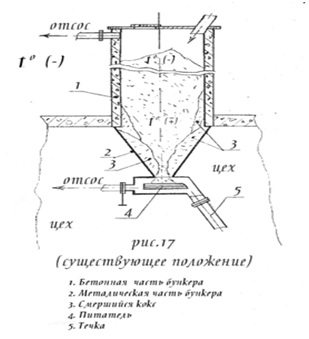 отсос
t° (-)
t° (-)
1
t° (-)
3
2
3
цех
отсос
4
5
цех
рис.17
(существующее положение)
1. Бетонная часть бункера
2. Металическая часть бункера
3. Смерзшийся кокс
4. Питатель
5. Течка